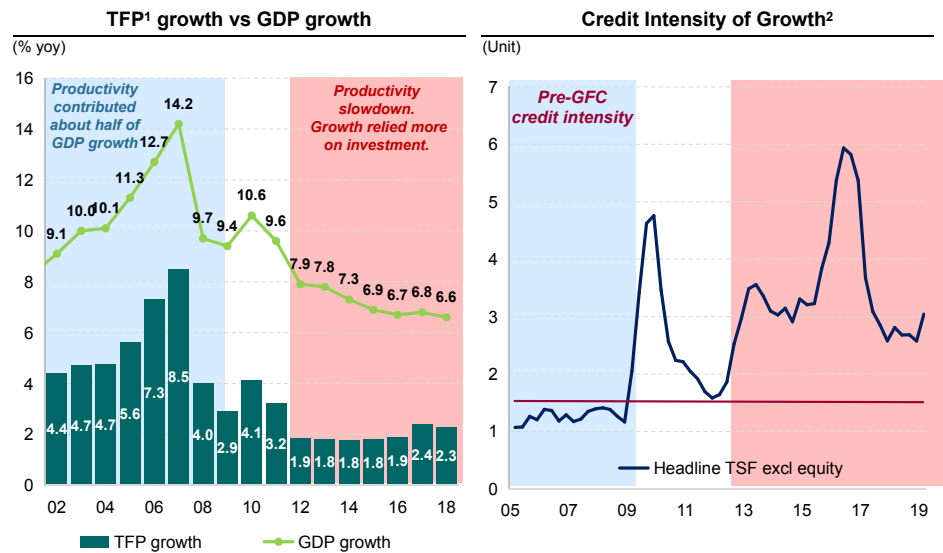 TFP¹ growth vs GDP growth
(% yoy)
16
14
12
10
8
6
4
2
0
Productivity
contributed
about half of
GDP growth
Productivity
slowdown.
Growth relied more
on investment.
9.1
10.0
10.1
11.3
12.7
14.2
9.7
9.4
10.6
9.6
7.9
7.8
7.3
6.9
6.7
6.8
6.6
4.4
4.7
4.7
5.6
7.3
8.5
4.0
2.9
4.1
3.2
1.9
1.8
1.8
1.8
1.9
2.4
2.3
02 04 06 08 10 12 14 16 18
TFP growth GDP growth
Credit Intensity of Growth²
(Unit)
7
6
5
4
3
2
1
0
Pre-GFC
credit intensity
Headline TSF excl equity
05 07 09 11 13 15 17 19